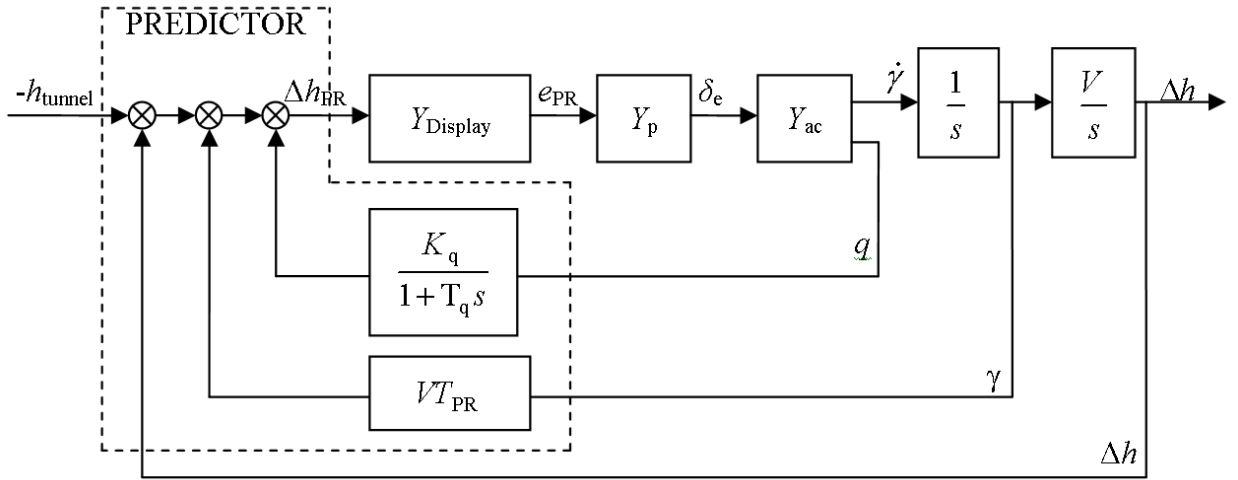 PREDICTOR
-h_tunnel
Δh_PR
Y_Display
e_PR
Y_p
δ_e
Y_ac
γ̇
1
s
V
s
Δh
K_q
1+T_q s
q
VT_PR
γ
Δh